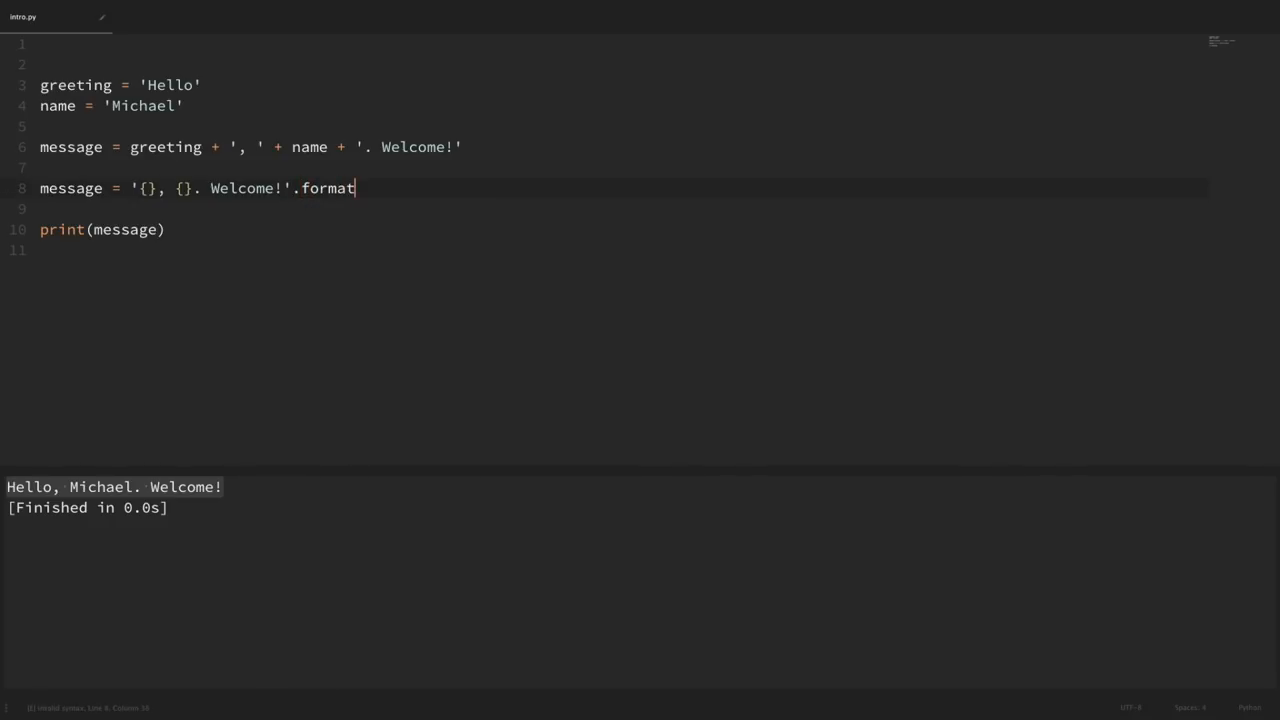 intro.py
1
2
3 greeting = 'Hello'
4 name = 'Michael'
5
6 message = greeting + ', ' + name + '. Welcome!'
7
8 message = '{}, {}. Welcome!'.format
9
10 print(message)
11
Hello, Michael. Welcome!
[Finished in 0.0s]
invalid syntax, Line 8, Column 36
UTF-8 Spaces: 4 Python